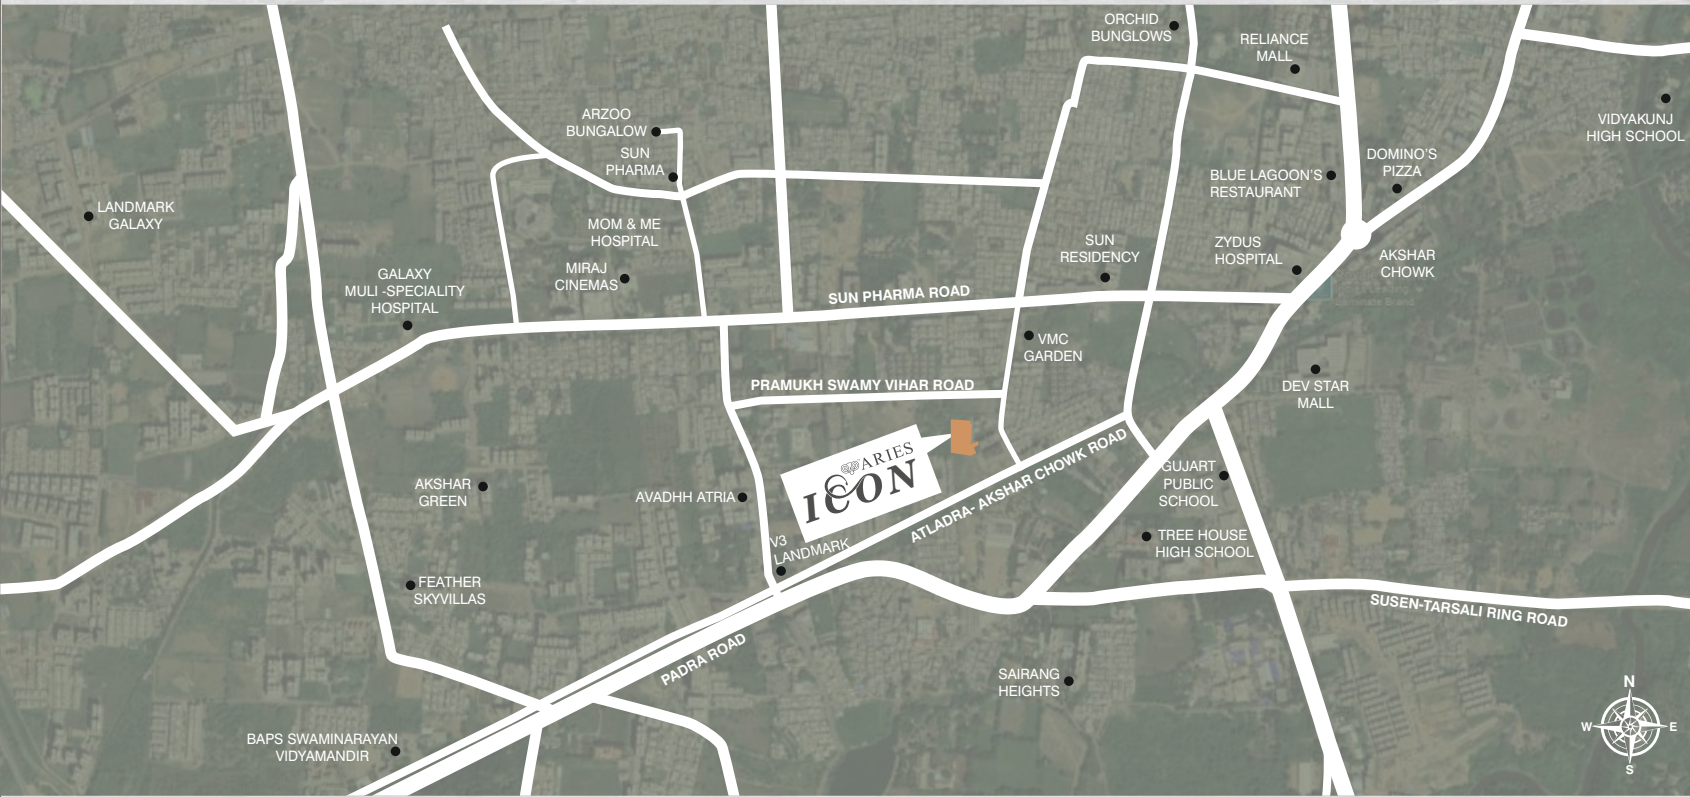 ORCHID
BUNGLOWS
RELIANCE
MALL
VIDYAKUNJ
HIGH SCHOOL
ARZOO
BUNGALOW
SUN
PHARMA
DOMINO'S
PIZZA
BLUE LAGOON'S
RESTAURANT
LANDMARK
GALAXY
MOM & ME
HOSPITAL
SUN
RESIDENCY
ZYDUS
HOSPITAL
AKSHAR
CHOWK
MIRAJ
CINEMAS
GALAXY
MULI -SPECIALITY
HOSPITAL
SUN PHARMA ROAD
VMC
GARDEN
PRAMUKH SWAMY VIHAR ROAD
DEV STAR
MALL
ARIES
ICON
ATLADRA- AKSHAR CHOWK ROAD
GUJART
PUBLIC
SCHOOL
AKSHAR
GREEN
AVADHH ATRIA
V3
LANDMARK
TREE HOUSE
HIGH SCHOOL
FEATHER
SKYVILLAS
SUSEN-TARSALI RING ROAD
PADRA ROAD
SAIRANG
HEIGHTS
BAPS SWAMINARAYAN
VIDYAMANDIR
N
W E
S